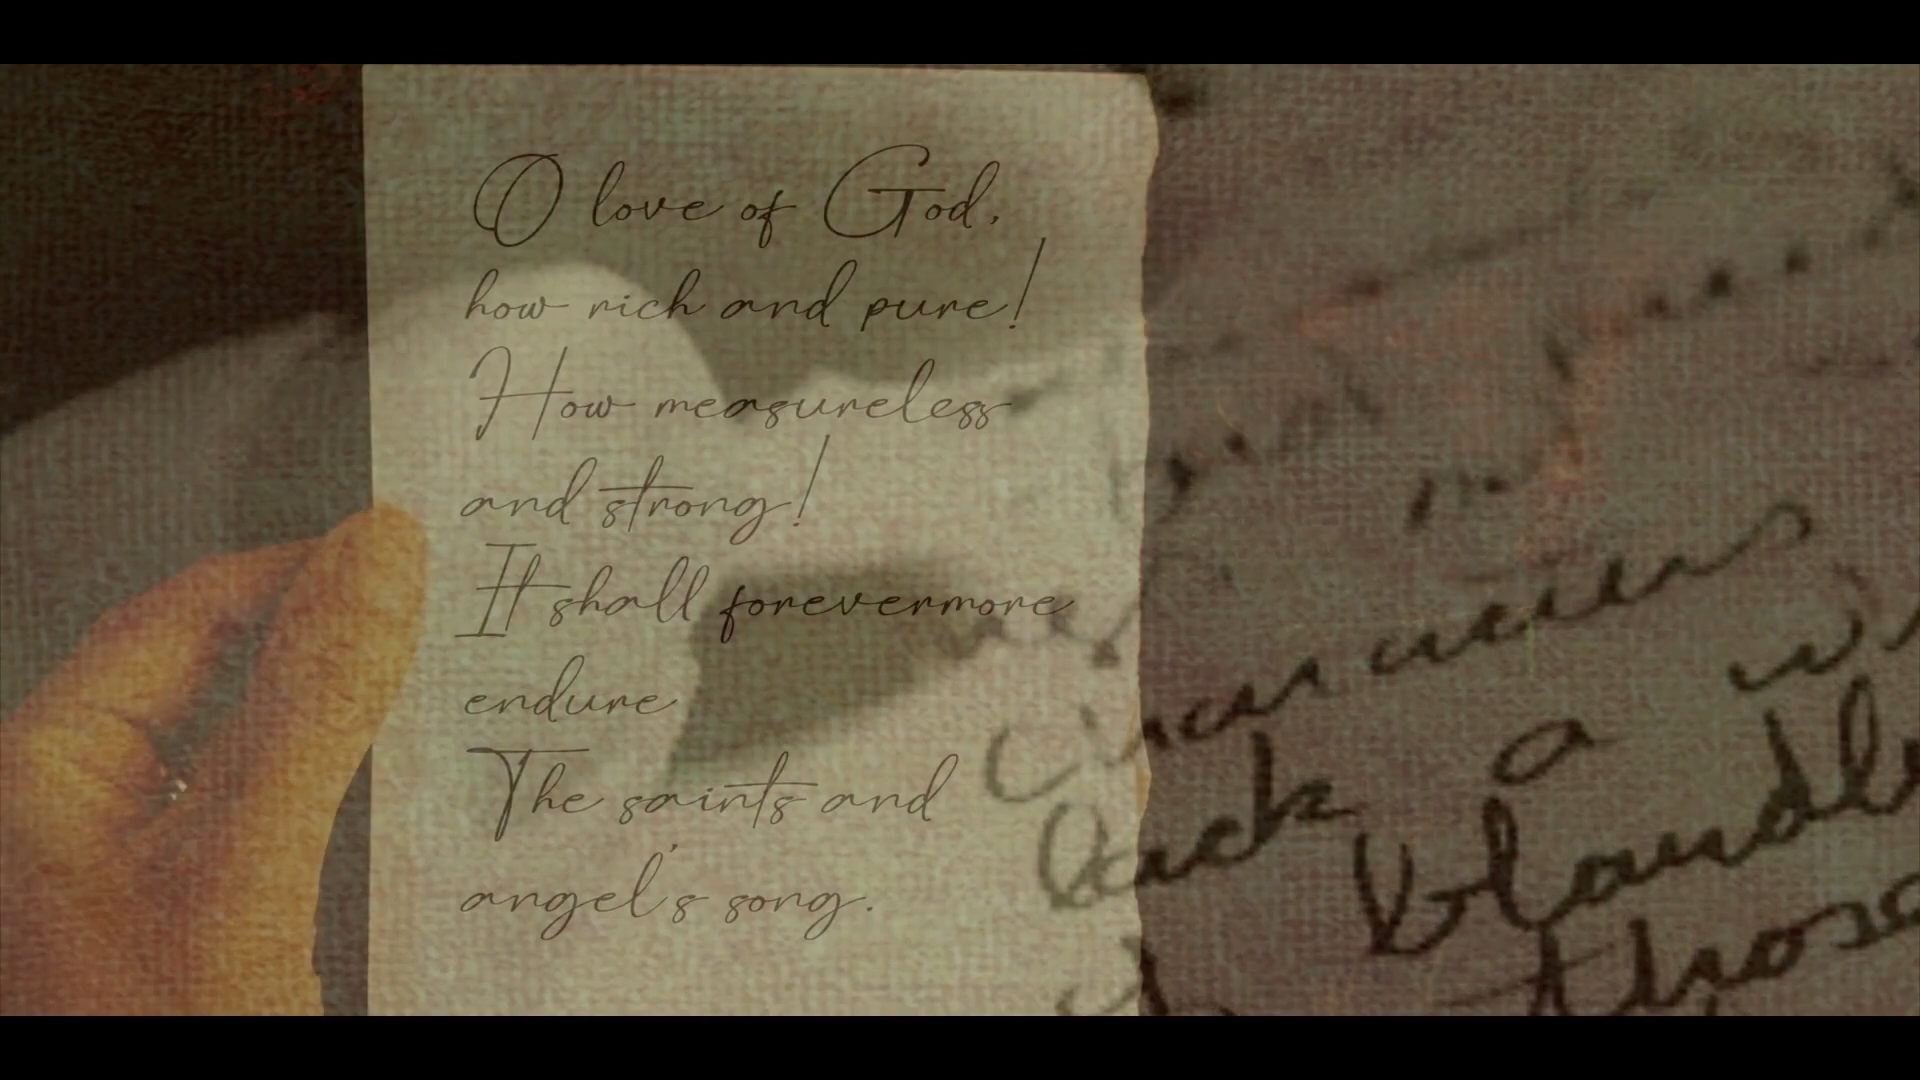 O love of God,
how rich and pure!
How measureless
and strong!
It shall forevermore
endure
The saints and
angel's song.
back a